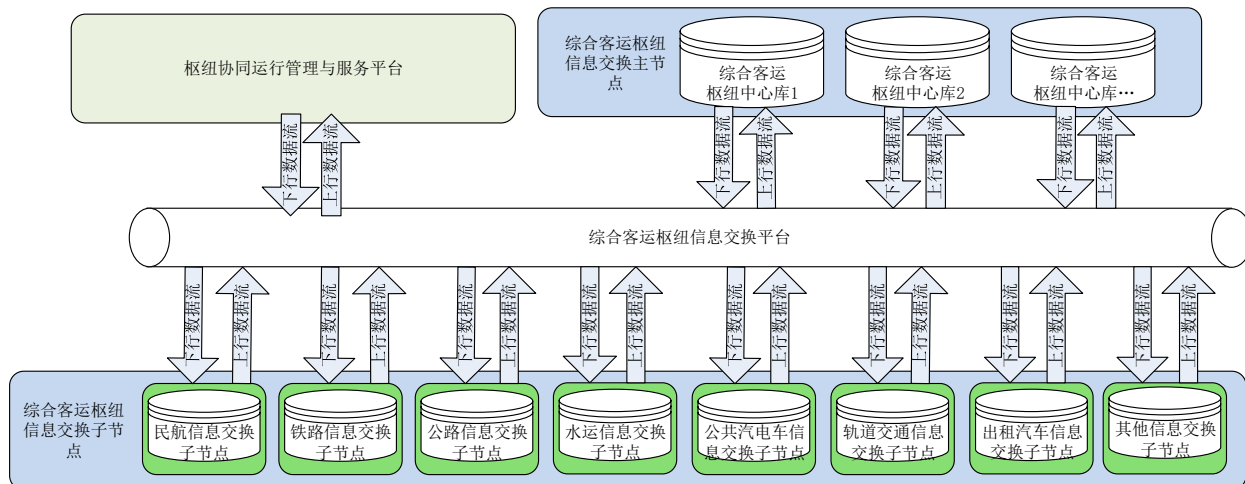 枢纽协同运行管理与服务平台
综合客运枢纽
信息交换主节
点
综合客运
枢纽中心库1
综合客运
枢纽中心库2
综合客运
枢纽中心库…
下行数据流
上行数据流
下行数据流
上行数据流
下行数据流
上行数据流
下行数据流
上行数据流
综合客运枢纽信息交换平台
下行数据流
上行数据流
下行数据流
上行数据流
下行数据流
上行数据流
下行数据流
上行数据流
下行数据流
上行数据流
下行数据流
上行数据流
下行数据流
上行数据流
下行数据流
上行数据流
综合客运枢纽
信息交换子节
点
民航信息交换
子节点
铁路信息交换
子节点
公路信息交换
子节点
水运信息交换
子节点
公共汽电车信
息交换子节点
轨道交通信息
交换子节点
出租汽车信息
交换子节点
其他信息交换
子节点